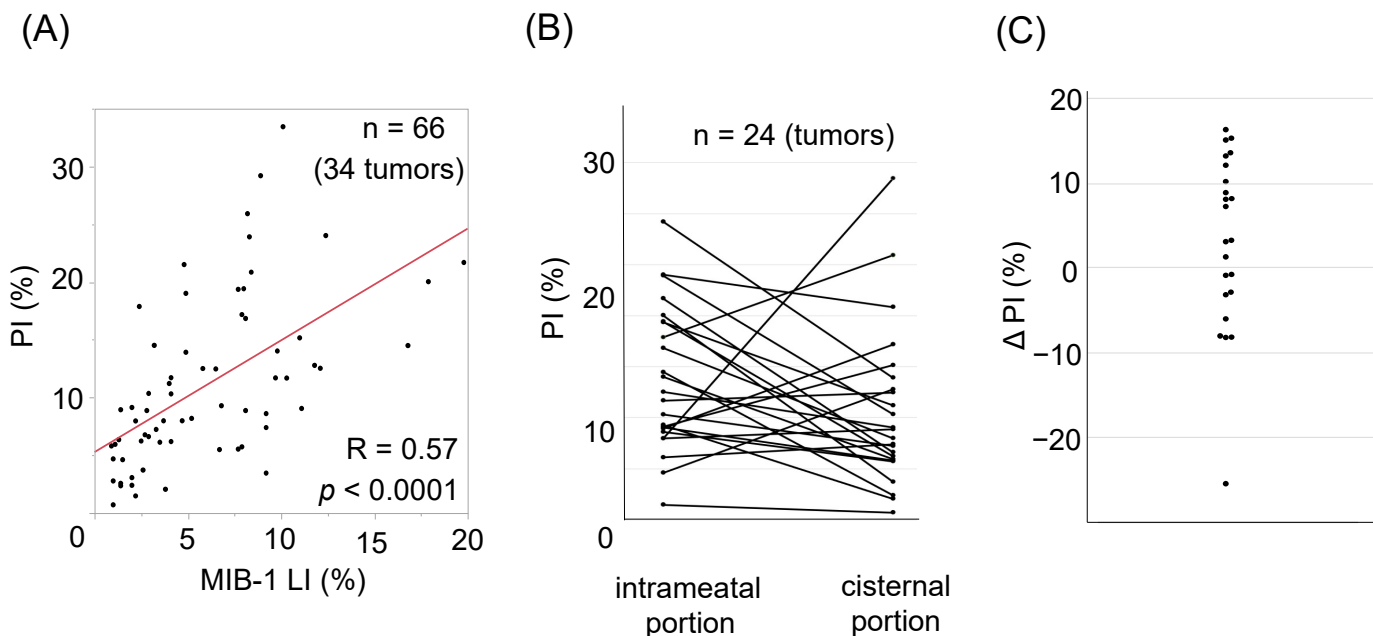 (A)
n = 66
(34 tumors)
30
20
10
0
5
10
15
20
PI (%)
MIB-1 LI (%)
R = 0.57
p < 0.0001
(B)
n = 24 (tumors)
30
20
10
0
PI (%)
intrameatal
portion
cisternal
portion
(C)
20
10
0
−10
−20
Δ PI (%)